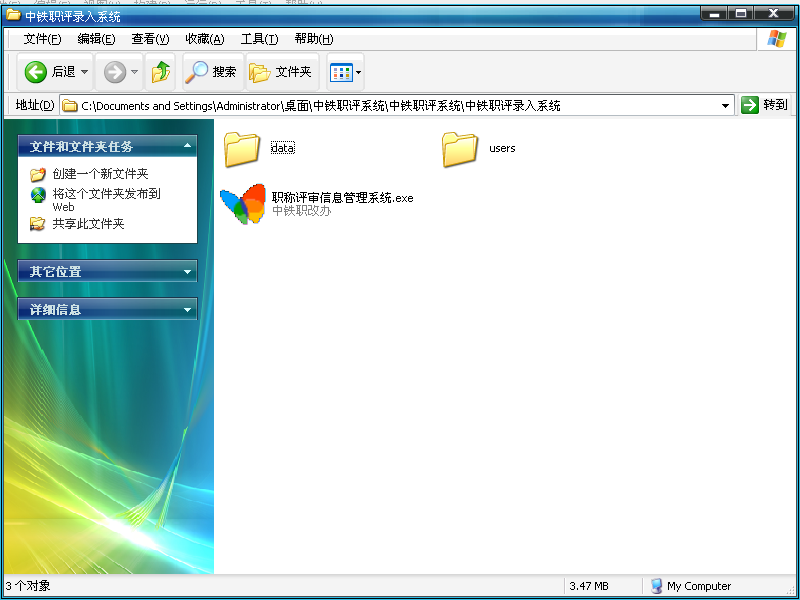 中铁职评录入系统
文件(F) 编辑(E) 查看(V) 收藏(A) 工具(T) 帮助(H)
后退 搜索 文件夹
地址(D) C:\Documents and Settings\Administrator\桌面\中铁职评系统\中铁职评系统\中铁职评录入系统 转到
文件和文件夹任务
创建一个新文件夹
将这个文件夹发布到
Web
共享此文件夹
其它位置
详细信息
data
users
职称评审信息管理系统.exe
中铁职改办
3 个对象 3.47 MB My Computer